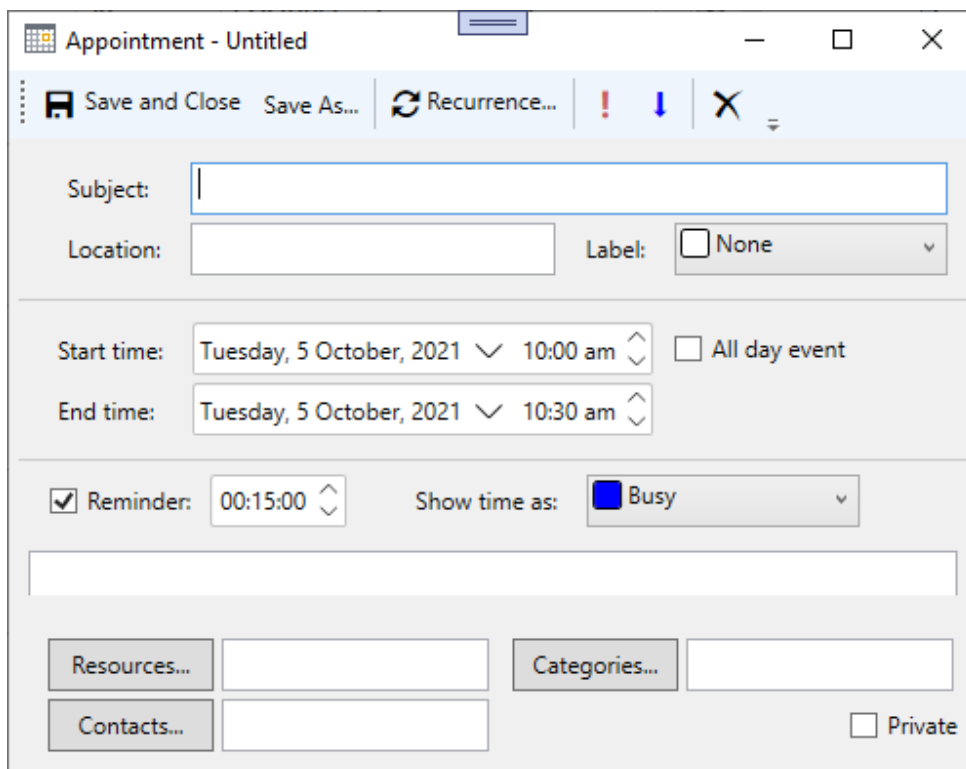 Appointment - Untitled
Save and Close Save As... Recurrence... !
Subject:
Location: Label: None
Start time: Tuesday, 5 October, 2021 10:00 am All day event
End time: Tuesday, 5 October, 2021 10:30 am
Reminder: 00:15:00 Show time as: Busy
Resources... Categories...
Contacts... Private